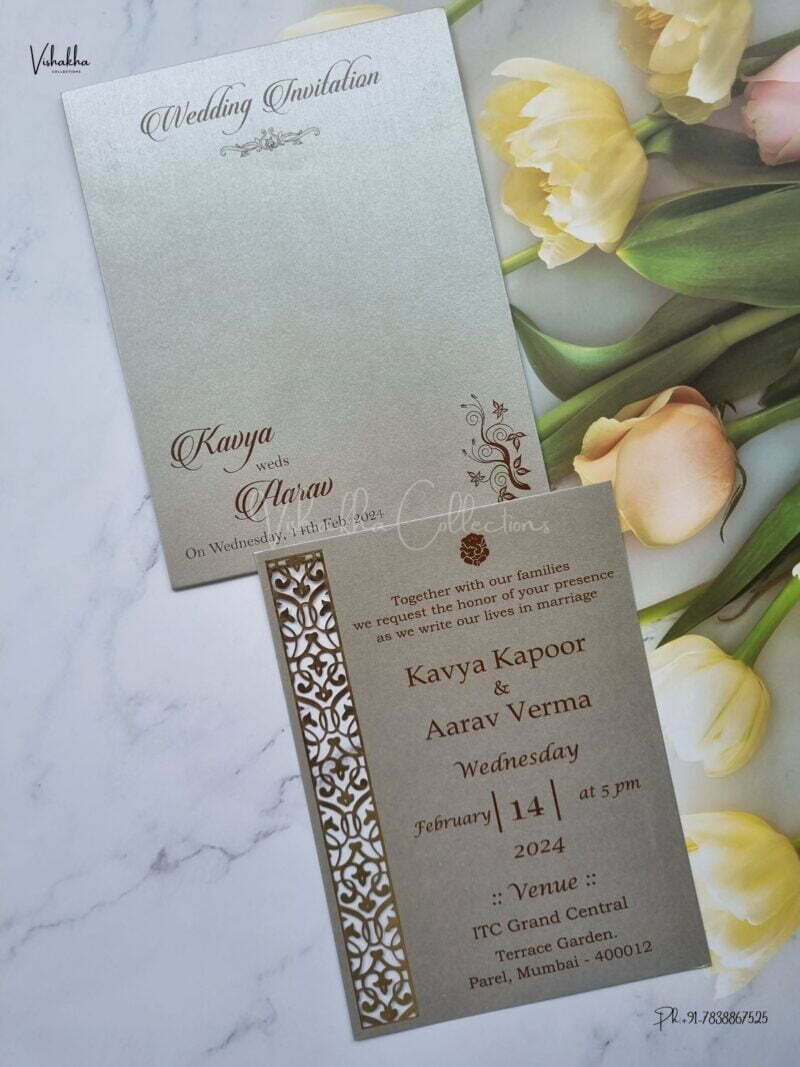 Vishakha
COLLECTIONS
Wedding Invitation
Kavya
weds
Aarav
On Wednesday, 14th Feb, 2024
Vishakha Collections
Together with our families
we request the honor of your presence
as we write our lives in marriage
Kavya Kapoor
&
Aarav Verma
Wednesday
February | 14 | at 5 pm
2024
:: Venue ::
ITC Grand Central
Terrace Garden.
Parel, Mumbai - 400012
Ph.+91-7838867525